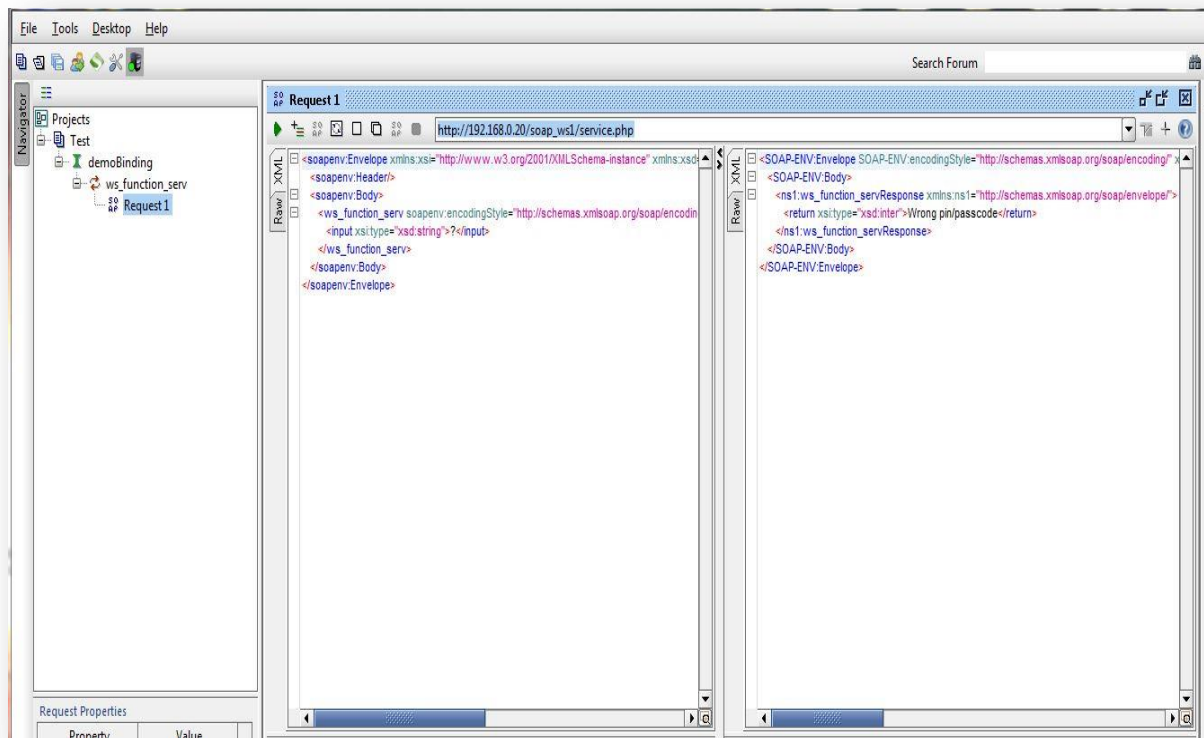 File Tools Desktop Help
Search Forum
Navigator
Projects
Test
demoBinding
ws_function_serv
Request 1
Request Properties
Property Value
Request 1
http://192.168.0.20/soap_ws1/service.php
XML
Raw
<soapenv:Envelope xmlns:xsi="http://www.w3.org/2001/XMLSchema-instance" xmlns:xsd=
<soapenv:Header/>
<soapenv:Body>
<ws_function_serv soapenv:encodingStyle="http://schemas.xmlsoap.org/soap/encodin
<input xsi:type="xsd:string">?</input>
</ws_function_serv>
</soapenv:Body>
</soapenv:Envelope>
XML
Raw
<SOAP-ENV:Envelope SOAP-ENV:encodingStyle="http://schemas.xmlsoap.org/soap/encoding/" x
<SOAP-ENV:Body>
<ns1:ws_function_servResponse xmlns:ns1="http://schemas.xmlsoap.org/soap/envelope/">
<return xsi:type="xsd:inter">Wrong pin/passcode</return>
</ns1:ws_function_servResponse>
</SOAP-ENV:Body>
</SOAP-ENV:Envelope>